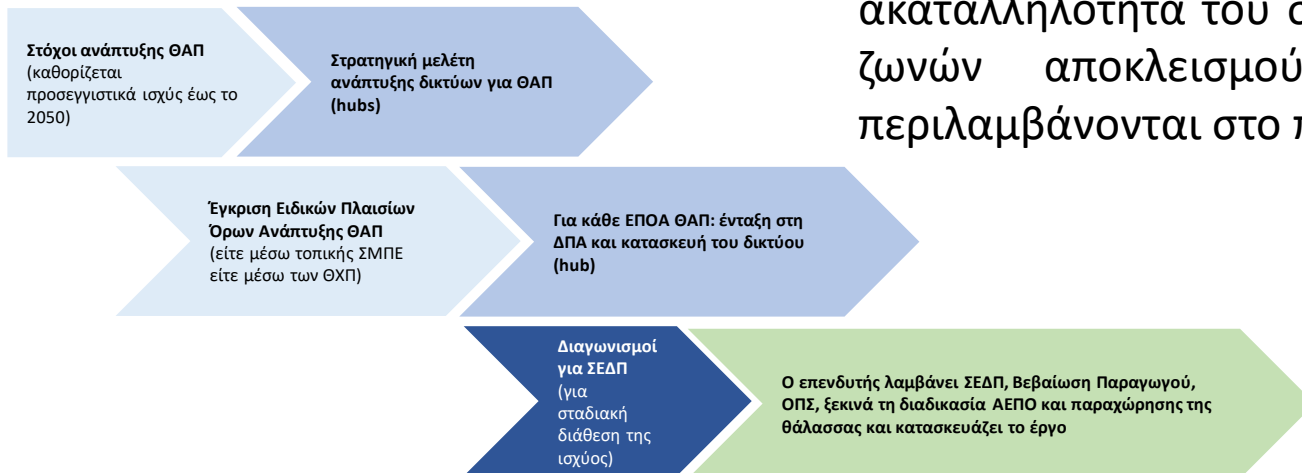 ακαταλληλότητα του
ζωνών αποκλεισμού
περιλαμβάνονται στο
Στόχοι ανάπτυξης ΘΑΠ
(καθορίζεται
προσεγγιστικά ισχύς έως το
2050)
Στρατηγική μελέτη
ανάπτυξης δικτύων για ΘΑΠ
(hubs)
Έγκριση Ειδικών Πλαισίων
Όρων Ανάπτυξης ΘΑΠ
(είτε μέσω τοπικής ΣΜΠΕ
είτε μέσω των ΘΧΠ)
Για κάθε ΕΠΟΑ ΘΑΠ: ένταξη στη
ΔΠΑ και κατασκευή του δικτύου
(hub)
Διαγωνισμοί
για ΣΕΔΠ
(για
σταδιακή
διάθεση της
ισχύος)
Ο επενδυτής λαμβάνει ΣΕΔΠ, Βεβαίωση Παραγωγού,
ΟΠΣ, ξεκινά τη διαδικασία ΑΕΠΟ και παραχώρησης της
θάλασσας και κατασκευάζει το έργο